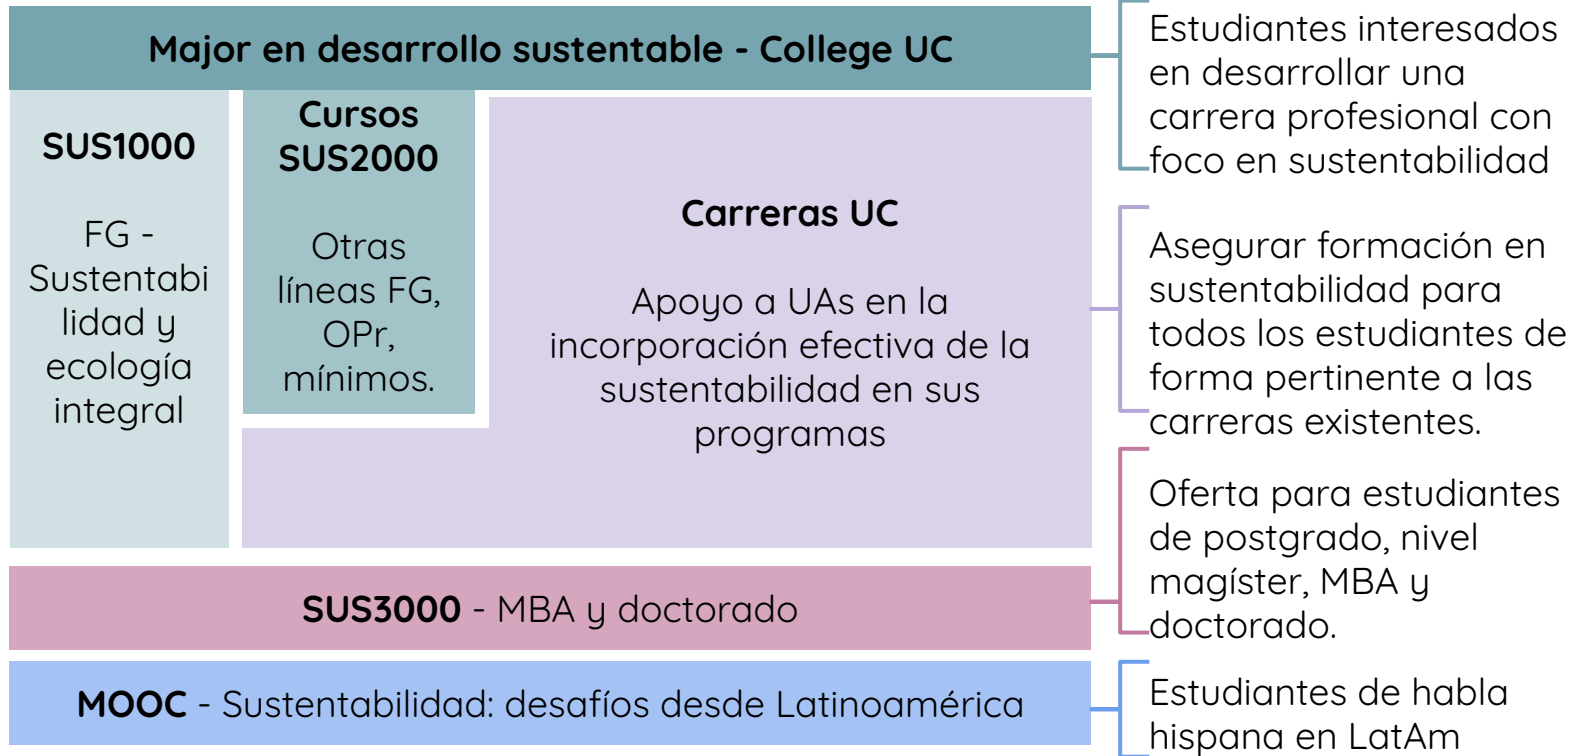 Major en desarrollo sustentable - College UC
SUS1000
FG -
Sustentabi
lidad y
ecología
integral
Cursos
SUS2000
Otras
líneas FG,
OPr,
mínimos.
Carreras UC
Apoyo a UAs en la
incorporación efectiva de la
sustentabilidad en sus
programas
SUS3000 - MBA y doctorado
MOOC - Sustentabilidad: desafíos desde Latinoamérica
Estudiantes interesados
en desarrollar una
carrera profesional con
foco en sustentabilidad
Asegurar formación en
sustentabilidad para
todos los estudiantes de
forma pertinente a las
carreras existentes.
Oferta para estudiantes
de postgrado, nivel
magíster, MBA y
doctorado.
Estudiantes de habla
hispana en LatAm